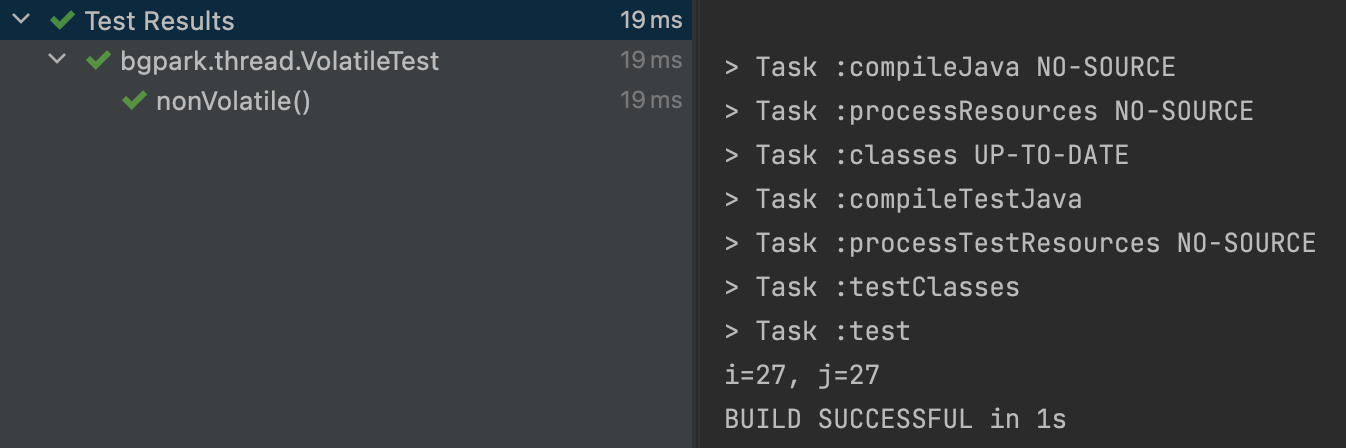 Test Results 19 ms
bgpark.thread.VolatileTest 19 ms
nonVolatile() 19 ms
> Task :compileJava NO-SOURCE
> Task :processResources NO-SOURCE
> Task :classes UP-TO-DATE
> Task :compileTestJava
> Task :processTestResources NO-SOURCE
> Task :testClasses
> Task :test
i=27, j=27
BUILD SUCCESSFUL in 1s